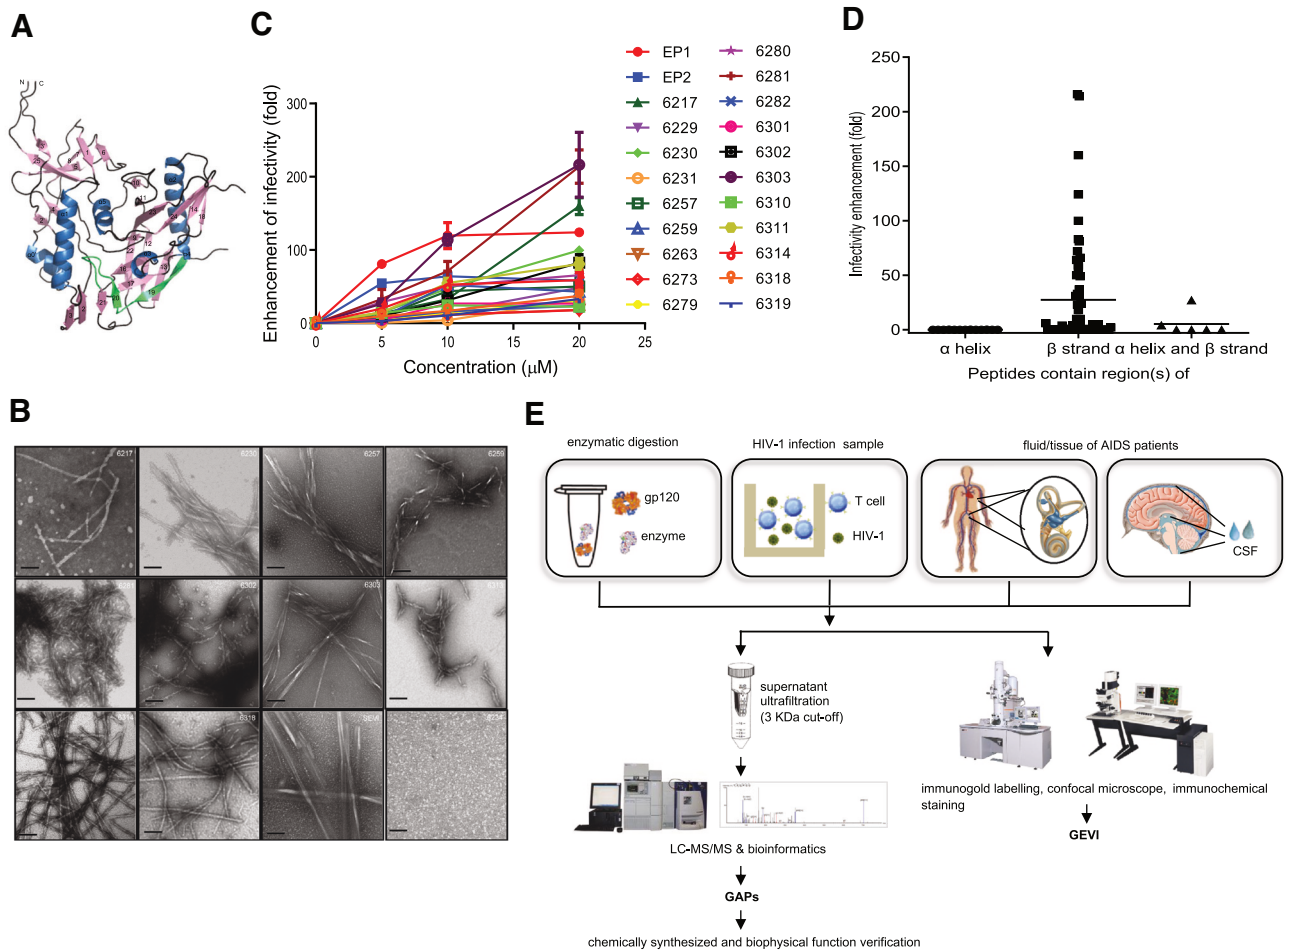 A
N C
C
Enhancement of infectivity (fold)
300
200
100
0
0
5
10
15
20
25
Concentration (μM)
EP1
EP2
6217
6229
6230
6231
6257
6259
6263
6273
6279
6280
6281
6282
6301
6302
6303
6310
6311
6314
6318
6319
D
Infectivity enhancement (fold)
250
200
150
100
50
0
α helix
β strand
α helix and β strand
Peptides contain region(s) of
B
6217
6230
6257
6259
6302
6303
6314
6318
SEVI
6234
E
enzymatic digestion
HIV-1 infection sample
fluid/tissue of AIDS patients
gp120
enzyme
T cell
HIV-1
CSF
supernatant
ultrafiltration
(3 KDa cut-off)
LC-MS/MS & bioinformatics
GAPs
chemically synthesized and biophysical function verification
immunogold labelling, confocal microscope, immunochemical
staining
GEVI